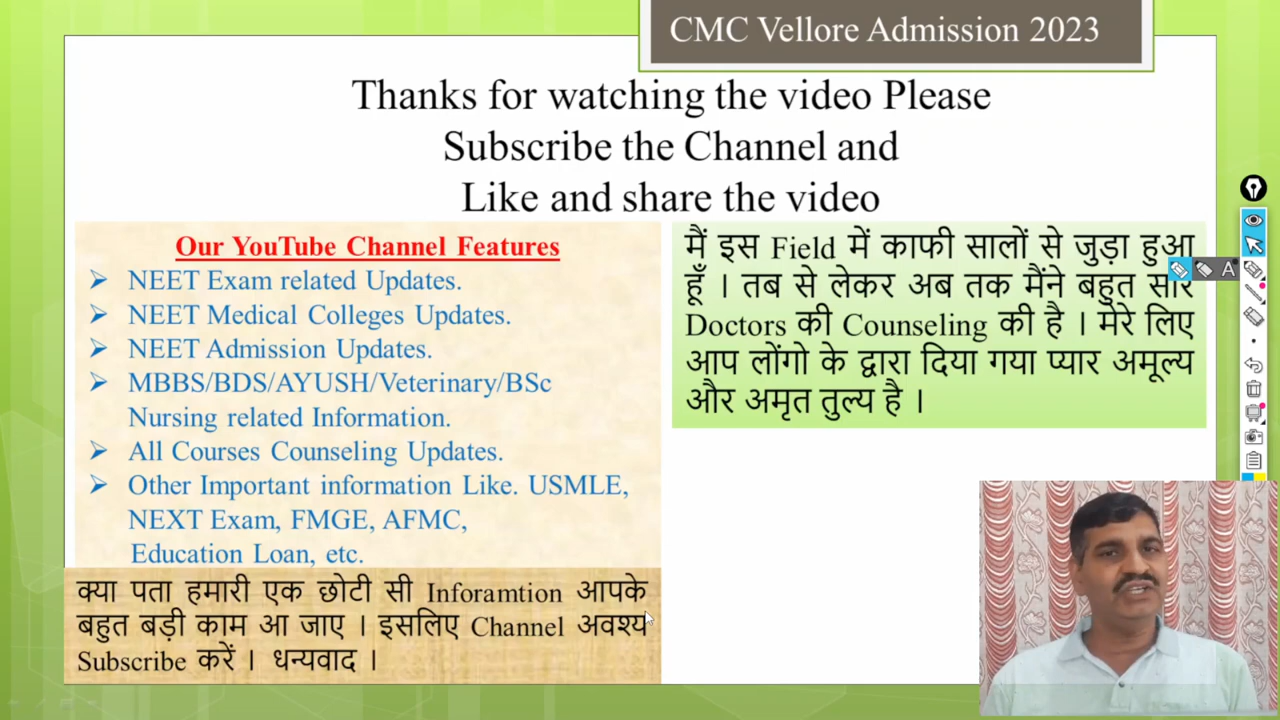 CMC Vellore Admission 2023
Thanks for watching the video Please
Subscribe the Channel and
Like and share the video
Our YouTube Channel Features
➢ NEET Exam related Updates.
➢ NEET Medical Colleges Updates.
➢ NEET Admission Updates.
➢ MBBS/BDS/AYUSH/Veterinary/BSc
Nursing related Information.
➢ All Courses Counseling Updates.
➢ Other Important information Like. USMLE,
NEXT Exam, FMGE, AFMC,
Education Loan, etc.
क्या पता हमारी एक छोटी सी Inforamtion आपके
बहुत बड़ी काम आ जाए । इसलिए Channel अवश्य
Subscribe करें । धन्यवाद ।
मैं इस Field में काफी सालों से जुड़ा हुआ
हूँ । तब से लेकर अब तक मैंने बहुत सारे
Doctors की Counseling की है । मेरे लिए
आप लोंगो के द्वारा दिया गया प्यार अमूल्य
और अमृत तुल्य है ।
A